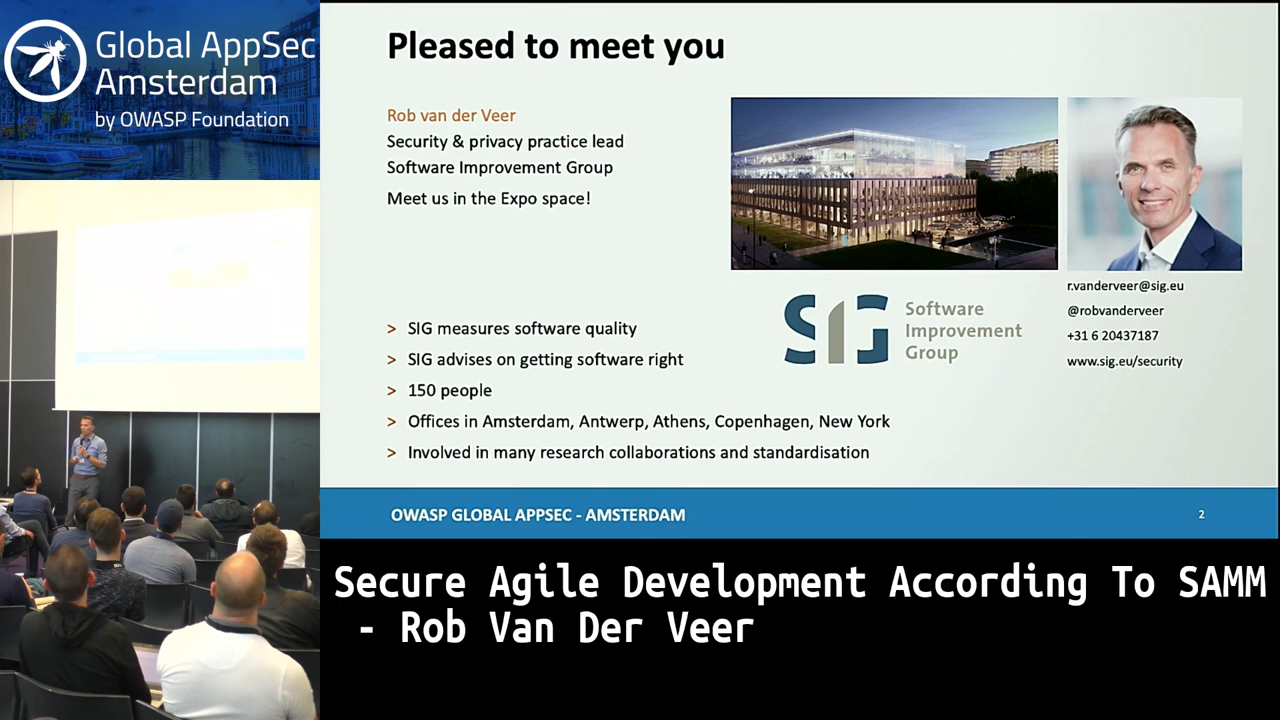 Global AppSec
Amsterdam
by OWASP Foundation
Pleased to meet you
Rob van der Veer
Security & privacy practice lead
Software Improvement Group
Meet us in the Expo space!
> SIG measures software quality
> SIG advises on getting software right
> 150 people
> Offices in Amsterdam, Antwerp, Athens, Copenhagen, New York
> Involved in many research collaborations and standardisation
SIG
Software
Improvement
Group
r.vanderveer@sig.eu
@robvanderveer
+31 6 20437187
www.sig.eu/security
OWASP GLOBAL APPSEC - AMSTERDAM
2
Secure Agile Development According To SAMM
- Rob Van Der Veer